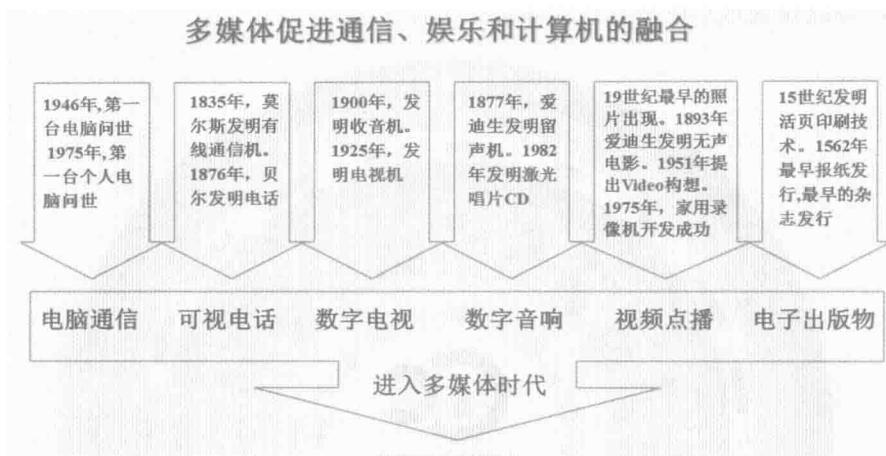 多媒体促进通信、娱乐和计算机的融合
1946年,第一
台电脑问世
1975年,第
一台个人电
脑问世
1835年，莫
尔斯发明有
线通信机。
1876年，贝
尔发明电话
1900年，发
明收音机。
1925年，发
明电视机
1877年，爱
迪生发明留
声机。1982
年发明激光
唱片CD
19世纪最早的照
片出现。1893年
爱迪生发明无声
电影。1951年提
出Video构想。
1975年，家用录
像机开发成功
15世纪发明
活页印刷技
术。1562年
最早报纸发
行,最早的杂
志发行
电脑通信 可视电话 数字电视 数字音响 视频点播 电子出版物
进入多媒体时代